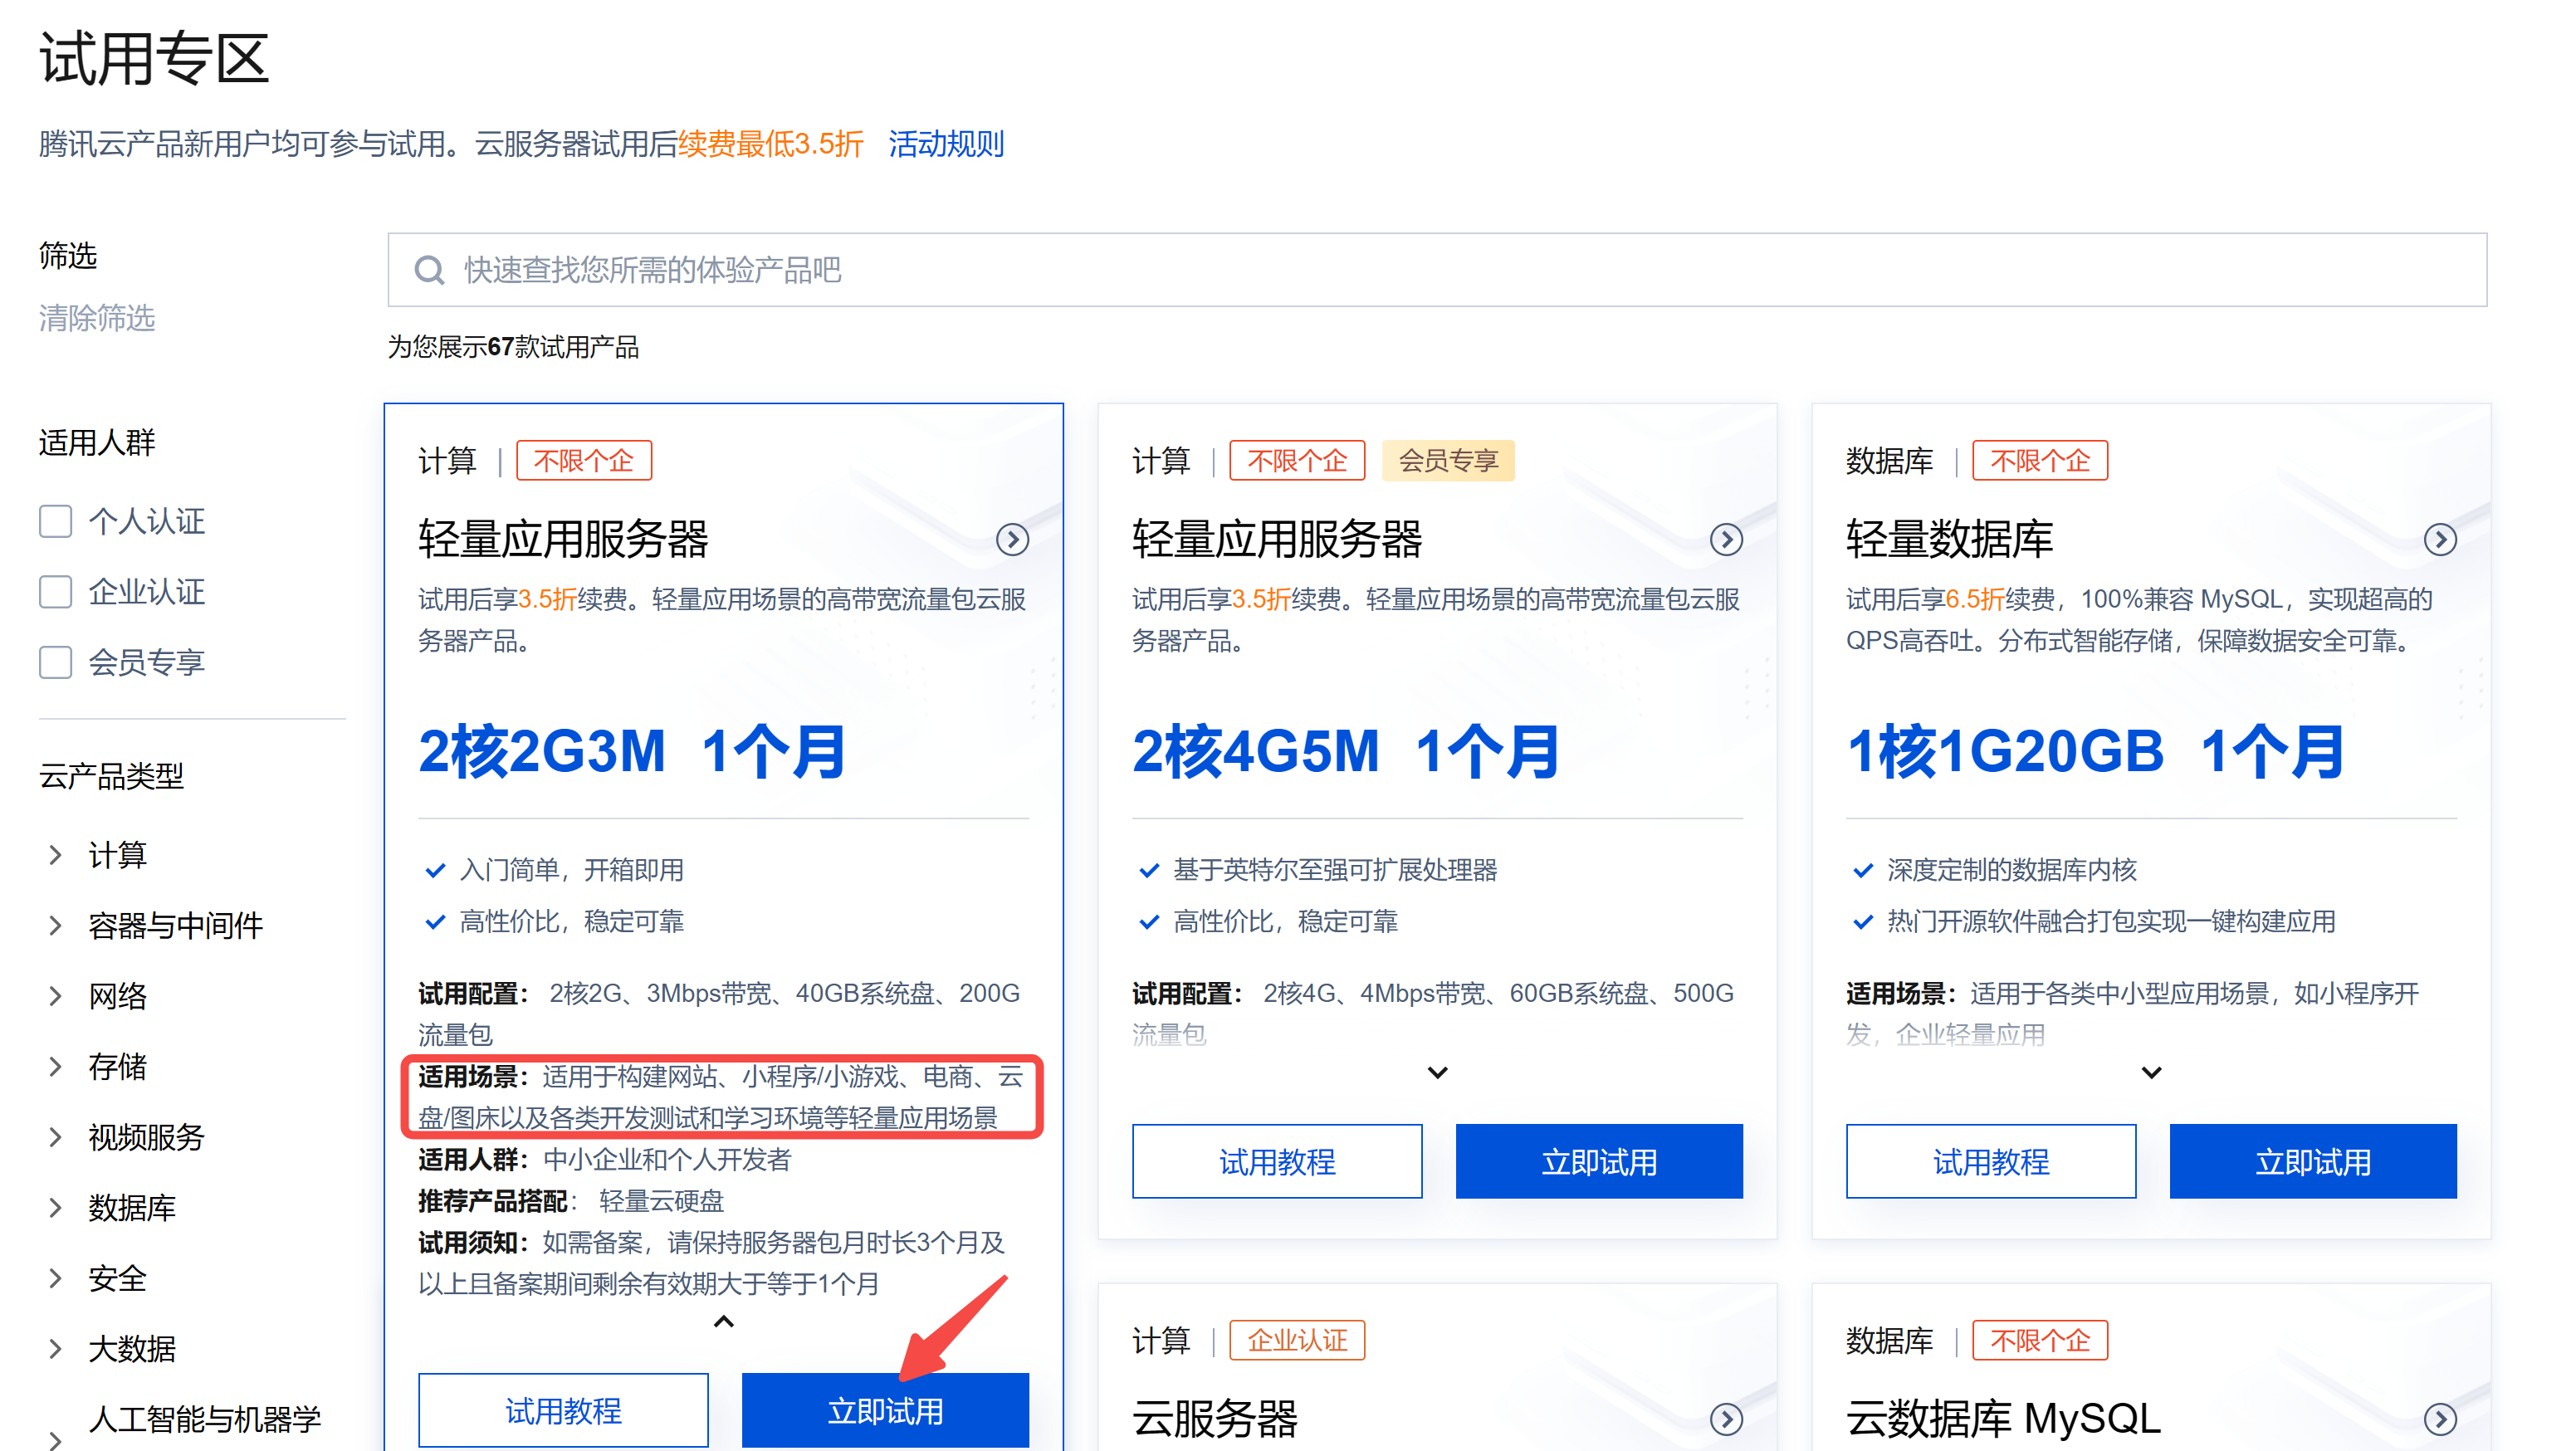 试用专区
腾讯云产品新用户均可参与试用。云服务器试用后续费最低3.5折 活动规则
筛选
清除筛选
适用人群
个人认证
企业认证
会员专享
云产品类型
计算
容器与中间件
网络
存储
视频服务
数据库
安全
大数据
人工智能与机器学
快速查找您所需的体验产品吧
为您展示67款试用产品
计算 | 不限个企
轻量应用服务器
试用后享3.5折续费。轻量应用场景的高带宽流量包云服
务器产品。
2核2G3M 1个月
入门简单，开箱即用
高性价比，稳定可靠
试用配置： 2核2G、3Mbps带宽、40GB系统盘、200G
流量包
适用场景：适用于构建网站、小程序/小游戏、电商、云
盘/图床以及各类开发测试和学习环境等轻量应用场景
适用人群：中小企业和个人开发者
推荐产品搭配： 轻量云硬盘
试用须知：如需备案，请保持服务器包月时长3个月及
以上且备案期间剩余有效期大于等于1个月
试用教程 立即试用
计算 | 不限个企 会员专享
轻量应用服务器
试用后享3.5折续费。轻量应用场景的高带宽流量包云服
务器产品。
2核4G5M 1个月
基于英特尔至强可扩展处理器
高性价比，稳定可靠
试用配置： 2核4G、4Mbps带宽、60GB系统盘、500G
流量包
试用教程 立即试用
数据库 | 不限个企
轻量数据库
试用后享6.5折续费，100%兼容 MySQL，实现超高的
QPS高吞吐。分布式智能存储，保障数据安全可靠。
1核1G20GB 1个月
深度定制的数据库内核
热门开源软件融合打包实现一键构建应用
适用场景：适用于各类中小型应用场景，如小程序开
发，企业轻量应用
试用教程 立即试用
计算 | 企业认证
云服务器
数据库 | 不限个企
云数据库 MySQL